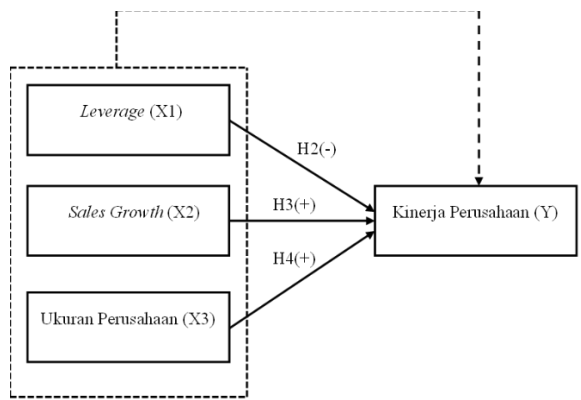 Leverage (X1)
H2(-)
Sales Growth (X2)
H3(+)
Kinerja Perusahaan (Y)
H4(+)
Ukuran Perusahaan (X3)